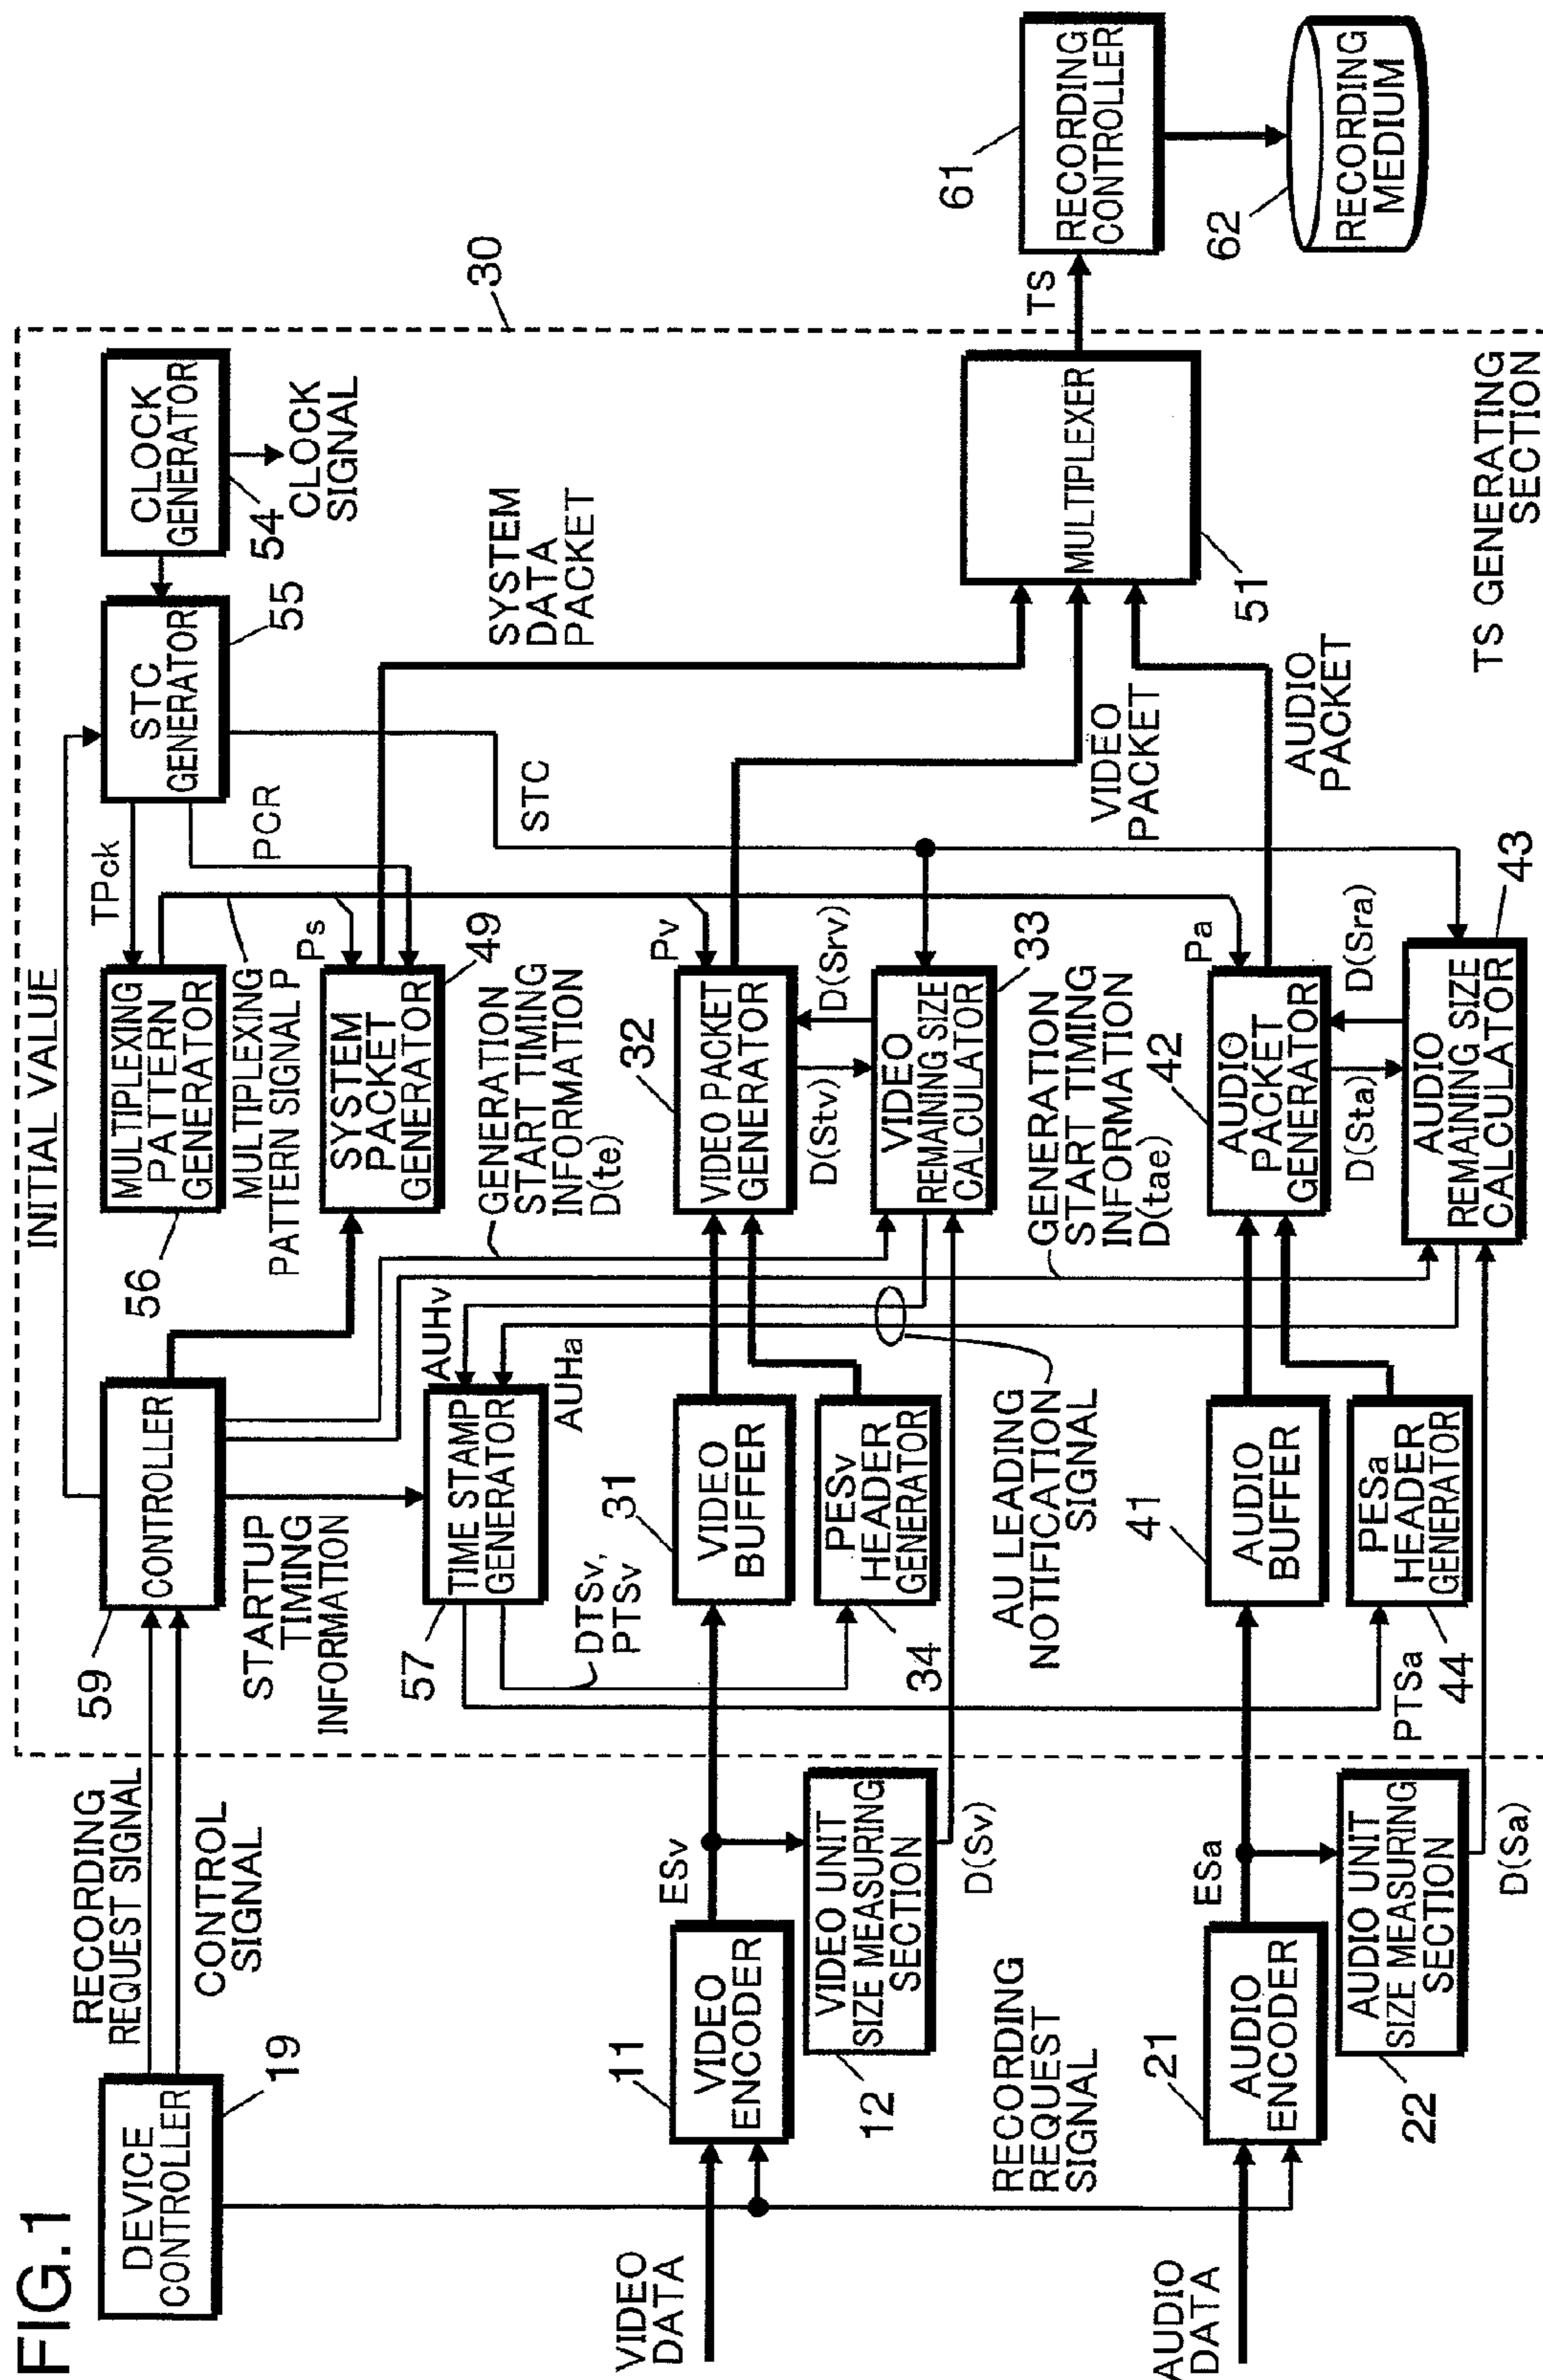 FIG.1
DEVICE
CONTROLLER
19
RECORDING
REQUEST SIGNAL
CONTROL
SIGNAL
59
CONTROLLER
INITIAL VALUE
STARTUP
TIMING
INFORMATION
56
MULTIPLEXING
PATTERN
GENERATOR
TPck
MULTIPLEXING
PATTERN SIGNAL P
PCR
STC
GENERATOR
55
CLOCK
GENERATOR
54
CLOCK
SIGNAL
30
SYSTEM
PACKET
GENERATOR
49
Ps
SYSTEM
DATA
PACKET
57
TIME STAMP
GENERATOR
AUHv
AUHa
DTSv,
PTSv
GENERATION
START TIMING
INFORMATION
D(te)
STC
VIDEO
DATA
11
VIDEO
ENCODER
ESv
12
VIDEO UNIT
SIZE MEASURING
SECTION
D(Sv)
31
VIDEO
BUFFER
PESv
HEADER
GENERATOR
34
32
VIDEO PACKET
GENERATOR
Pv
D(Stv)
D(Srv)
VIDEO
REMAINING SIZE
CALCULATOR
33
VIDEO
PACKET
MULTIPLEXER
51
TS
61
RECORDING
CONTROLLER
62
RECORDING
MEDIUM
RECORDING
REQUEST
SIGNAL
AU LEADING
NOTIFICATION
SIGNAL
GENERATION
START TIMING
INFORMATION
D(tae)
AUDIO
DATA
21
AUDIO
ENCODER
ESa
22
AUDIO UNIT
SIZE MEASURING
SECTION
D(Sa)
41
AUDIO
BUFFER
PESa
HEADER
GENERATOR
44
PTSa
42
AUDIO
PACKET
GENERATOR
Pa
D(Sta)
D(Sra)
AUDIO
REMAINING SIZE
CALCULATOR
43
AUDIO
PACKET
TS GENERATING
SECTION